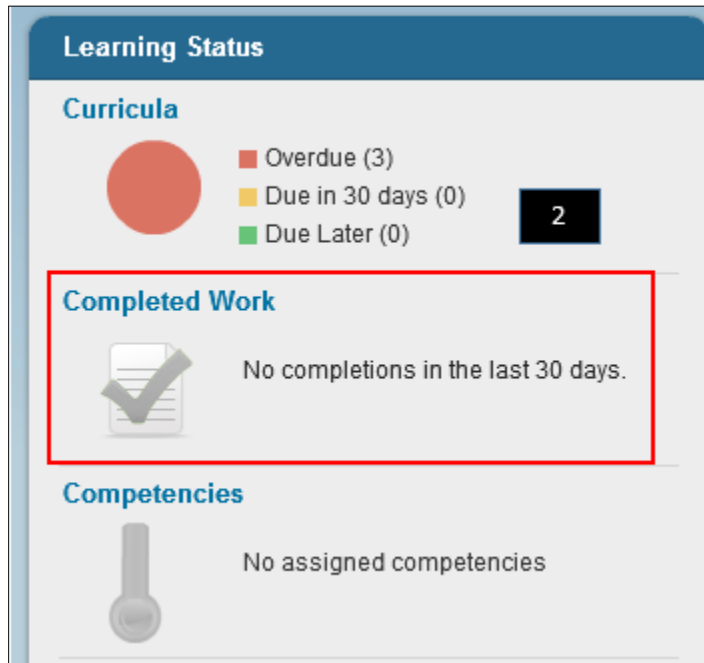 Learning Status
Curricula
Overdue (3)
Due in 30 days (0)
Due Later (0)
2
Completed Work
No completions in the last 30 days.
Competencies
No assigned competencies